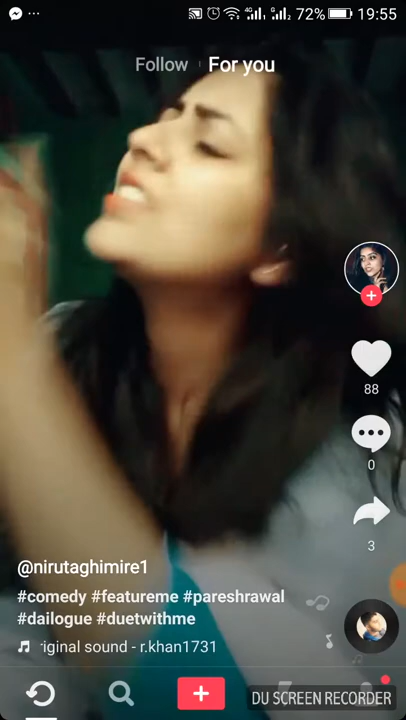 72% 19:55
Follow For you
88
0
3
@nirutaghimire1
#comedy #featureme #pareshrawal
#dailogue #duetwithme
iginal sound - r.khan1731
DU SCREEN RECORDER